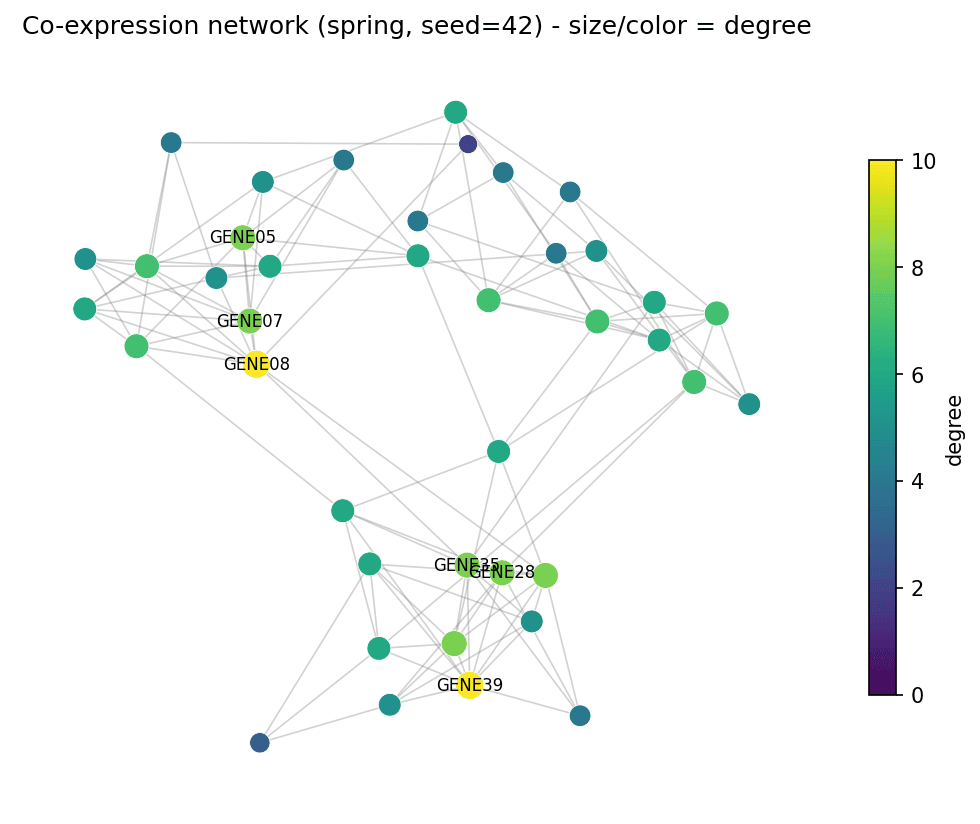 Co-expression network (spring, seed=42) - size/color = degree
GENE05
GENE07
GENE08
GENE35
GENE28
GENE39
10
8
6
4
2
0
degree